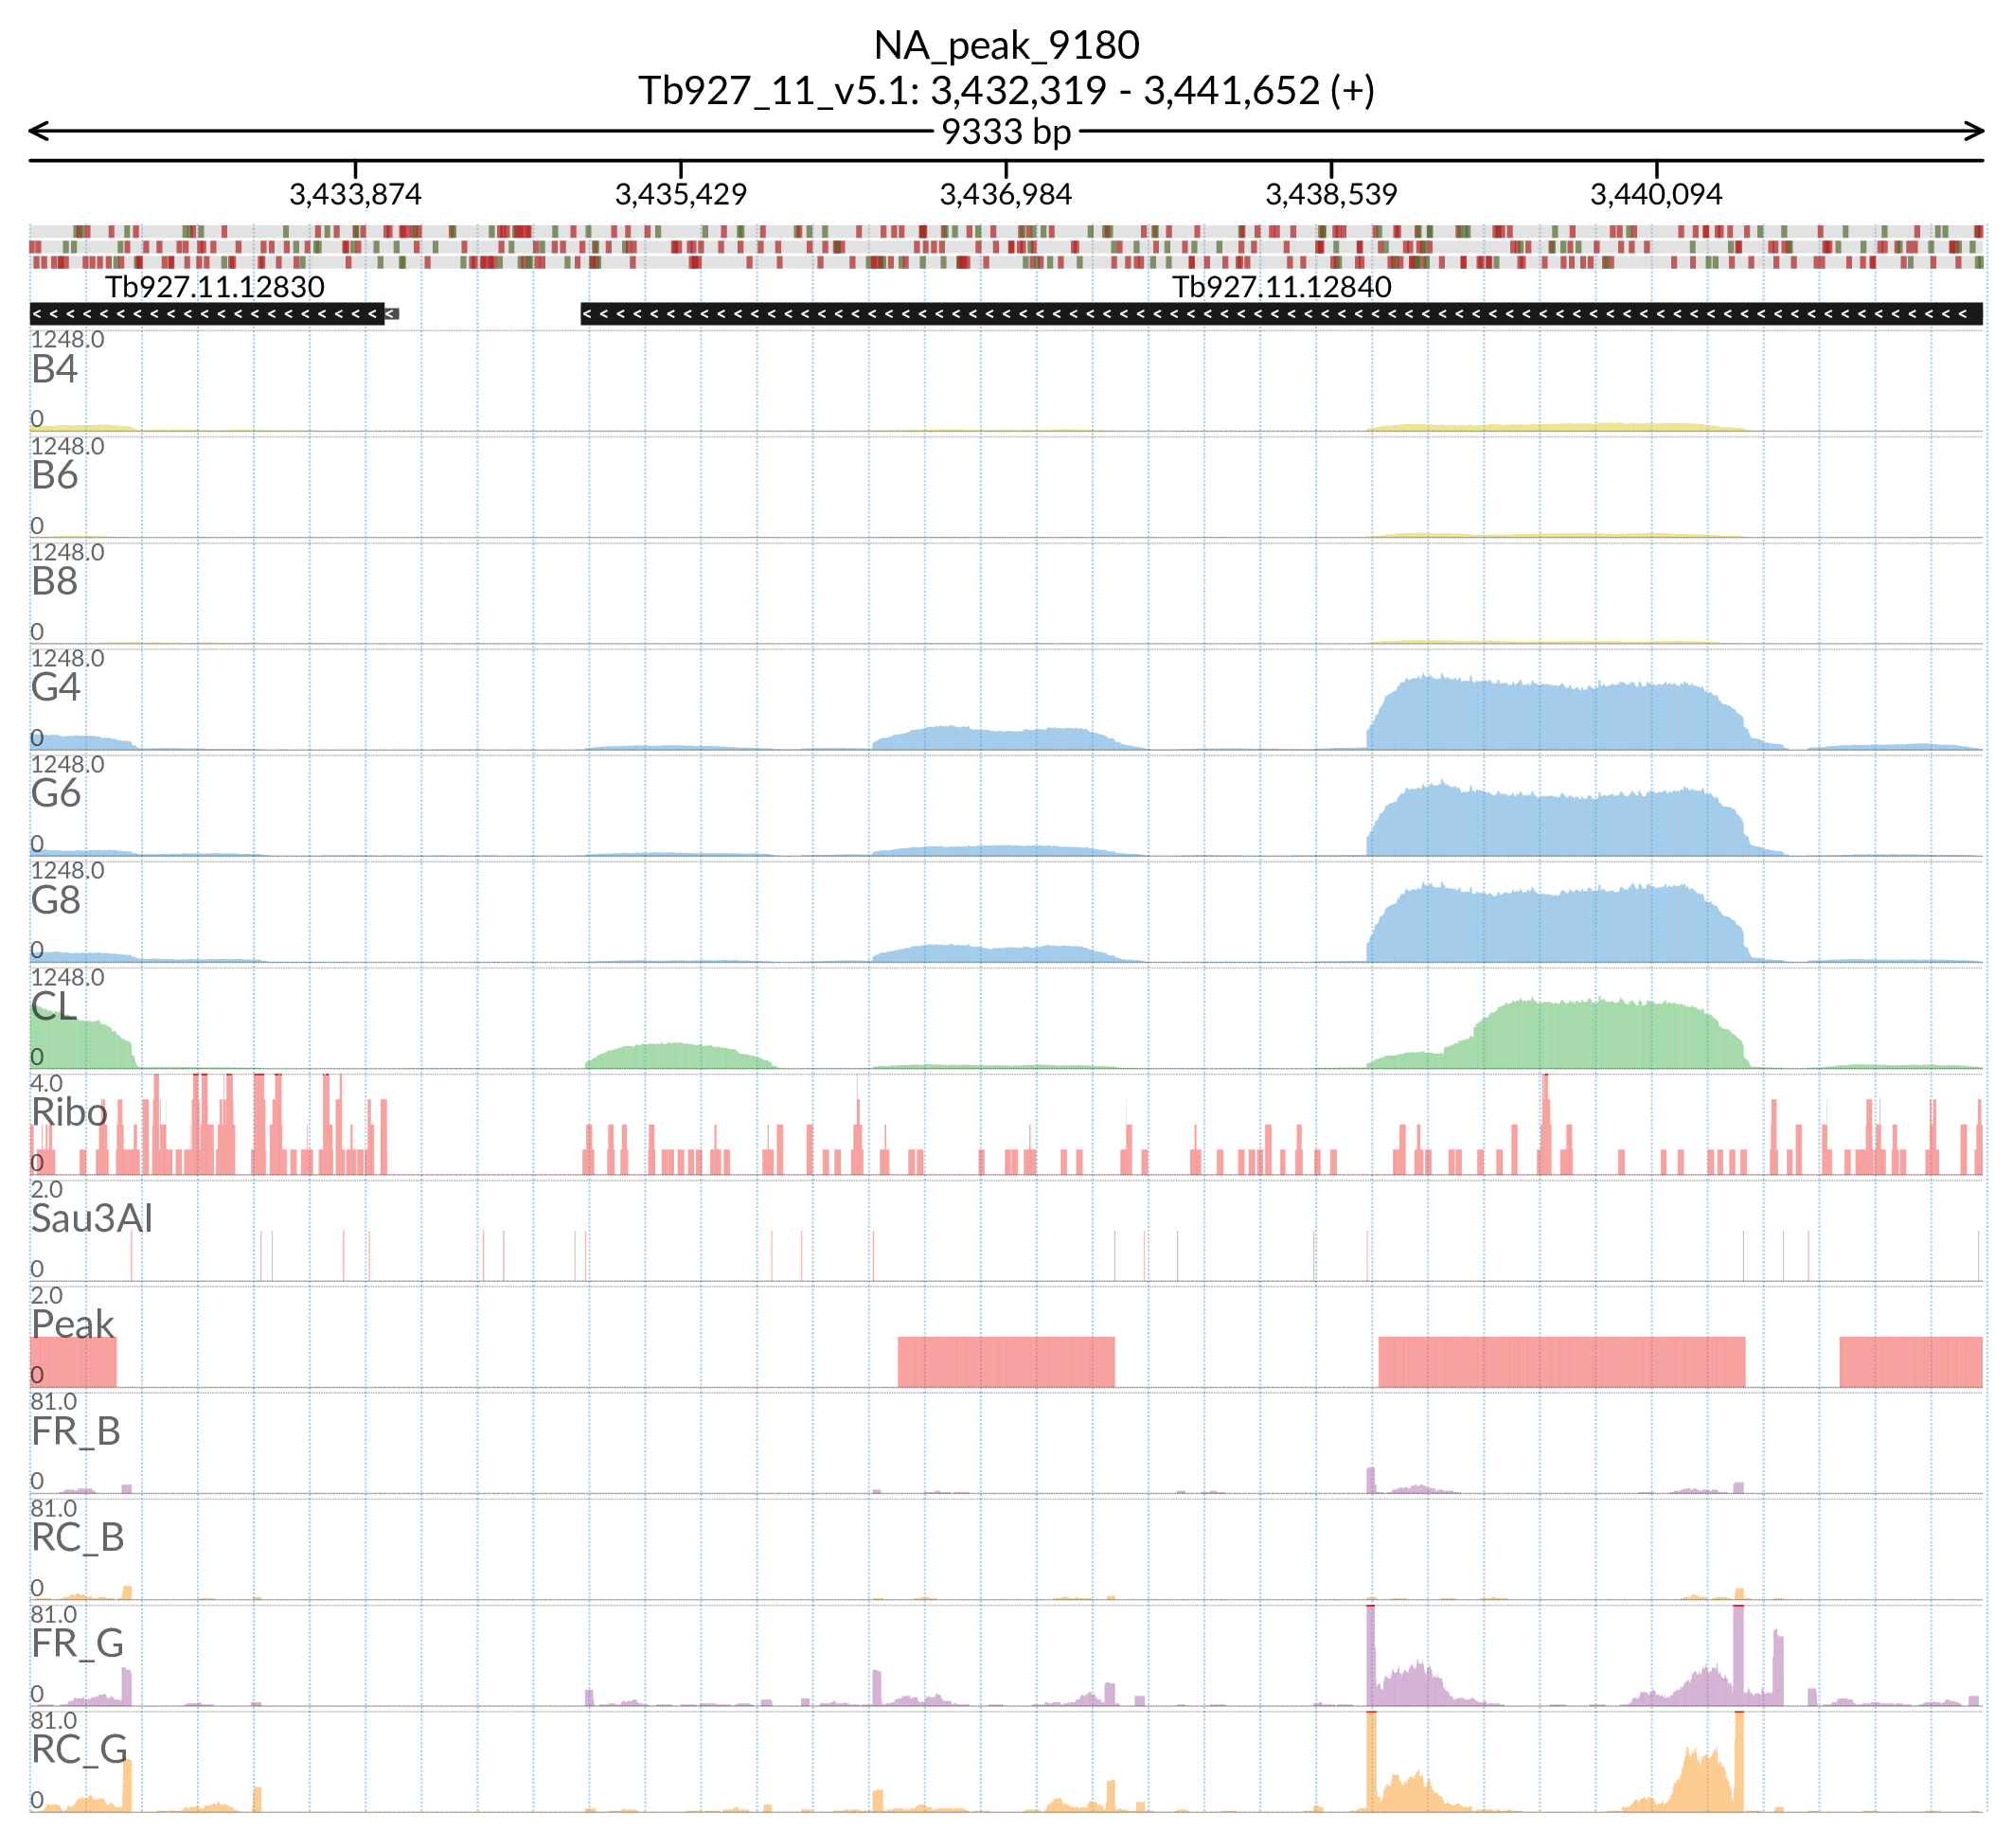 NA_peak_9180
Tb927_11_v5.1: 3,432,319 - 3,441,652 (+)
9333 bp
3,433,874 3,435,429 3,436,984 3,438,539 3,440,094
Tb927.11.12830 Tb927.11.12840
1248.0
B4
0
1248.0
B6
0
1248.0
B8
0
1248.0
G4
0
1248.0
G6
0
1248.0
G8
0
1248.0
CL
0
4.0
Ribo
0
2.0
Sau3AI
0
2.0
Peak
0
81.0
FR_B
0
81.0
RC_B
0
81.0
FR_G
0
81.0
RC_G
0